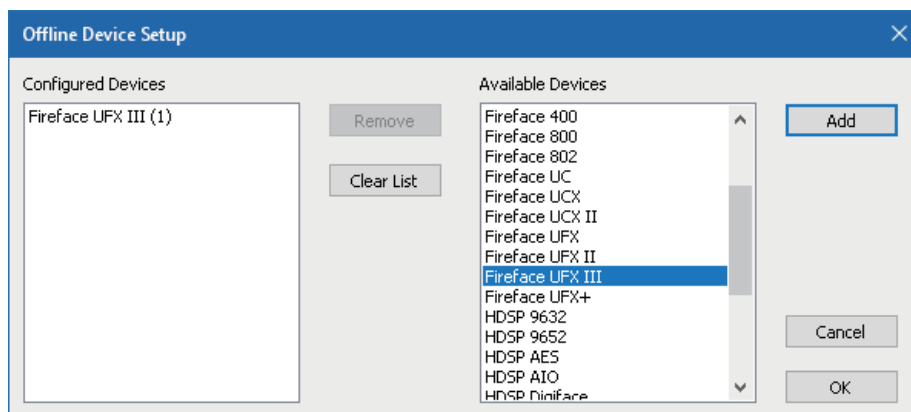 Offline Device Setup
Configured Devices
Fireface UFX III (1)
Remove
Clear List
Available Devices
Fireface 400
Fireface 800
Fireface 802
Fireface UC
Fireface UCX
Fireface UCX II
Fireface UFX
Fireface UFX II
Fireface UFX III
Fireface UFX+
HDSP 9632
HDSP 9652
HDSP AES
HDSP AIO
HDSP Digiface
Add
Cancel
OK